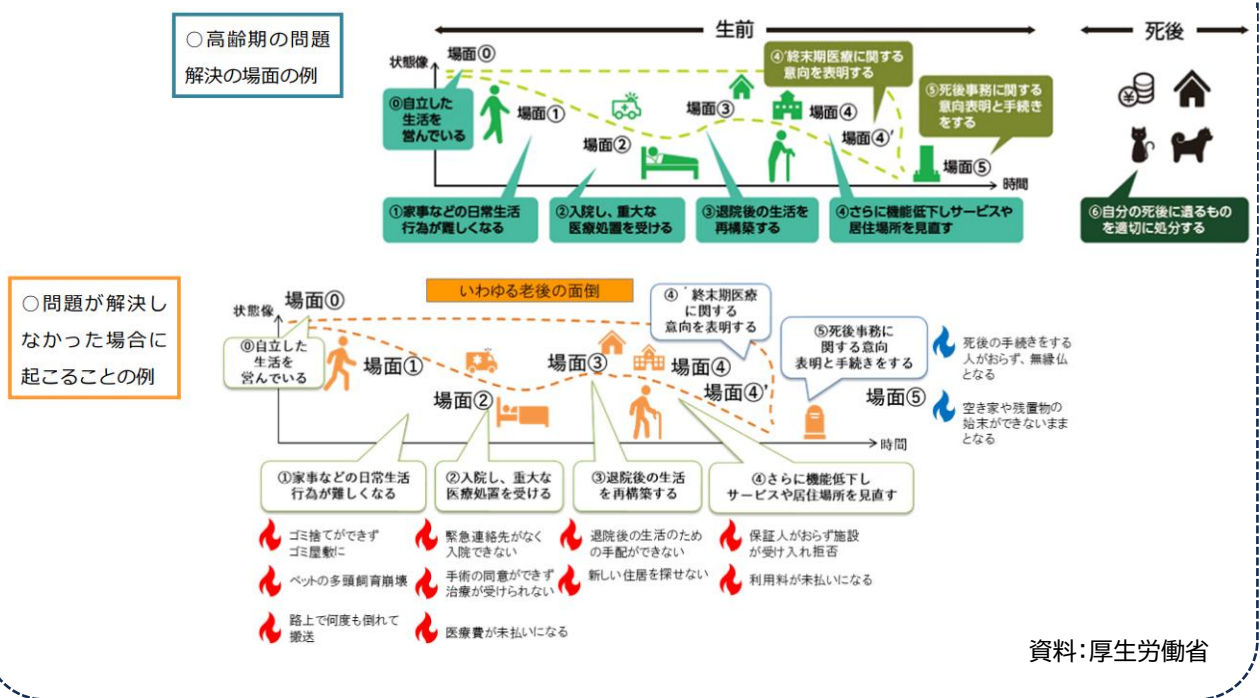 ○高齢期の問題
解決の場面の例
生前
死後
状態像
場面⓪
④'終末期医療に関する
意向を表明する
⓪自立した
生活を
営んでいる
場面①
場面②
場面③
場面④
場面④'
⑤死後事務に関する
意向表明と手続き
をする
場面⑤
時間
①家事などの日常生活
行為が難しくなる
②入院し、重大な
医療処置を受ける
③退院後の生活を
再構築する
④さらに機能低下しサービスや
居住場所を見直す
⑥自分の死後に遺るもの
を適切に処分する
○問題が解決し
なかった場合に
起こることの例
いわゆる老後の面倒
状態像
場面⓪
④'終末期医療
に関する
意向を表明する
⓪自立した
生活を
営んでいる
場面①
場面②
場面③
場面④
場面④'
⑤死後事務に
関する意向
表明と手続きをする
場面⑤
死後の手続きをする
人がおらず、無縁仏
となる
空き家や残置物の
始末ができないまま
となる
時間
①家事などの日常生活
行為が難しくなる
②入院し、重大な
医療処置を受ける
③退院後の生活
を再構築する
④さらに機能低下し
サービスや居住場所を見直す
ゴミ捨てができず
ゴミ屋敷に
ペットの多頭飼育崩壊
路上で何度も倒れて
搬送
緊急連絡先がなく
入院できない
手術の同意ができず
治療が受けられない
医療費が未払いになる
退院後の生活のため
の手配ができない
新しい住居を探せない
保証人がおらず施設
が受け入れ拒否
利用料が未払いになる
資料:厚生労働省